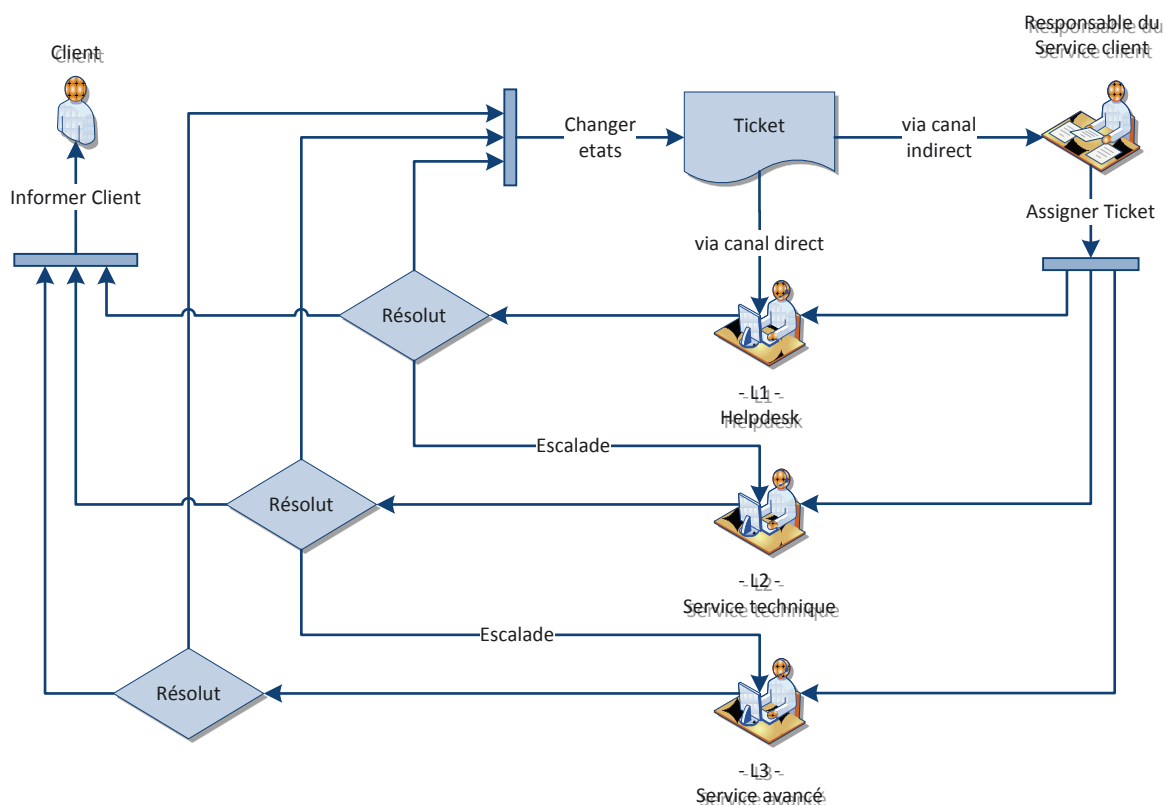 Client
Responsable du
Service client
Changer
etats
Ticket
via canal
indirect
Informer Client
Assigner Ticket
via canal direct
Résolut
- L1 -
Helpdesk
Escalade
Résolut
- L2 -
Service technique
Escalade
Résolut
- L3 -
Service avancé